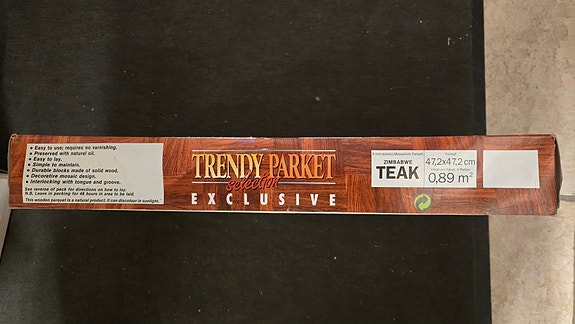 ● Easy to use; requires no varnishing.
● Preserved with natural oil.
● Easy to lay.
● Simple to maintain.
● Durable blocks made of solid wood.
● Decorative mosaic design.
● Interlocking with tongue and groove.
See reverse of pack for directions on how to lay.
N.B. Leave in packing for 48 hours in area to be laid.
This wooden parquet is a natural product. It can discolour in sunlight.
TRENDY PARKET
selection
EXCLUSIVE
ZIMBABWE
TEAK
Format
47,2x47,2 cm
0,89 m²